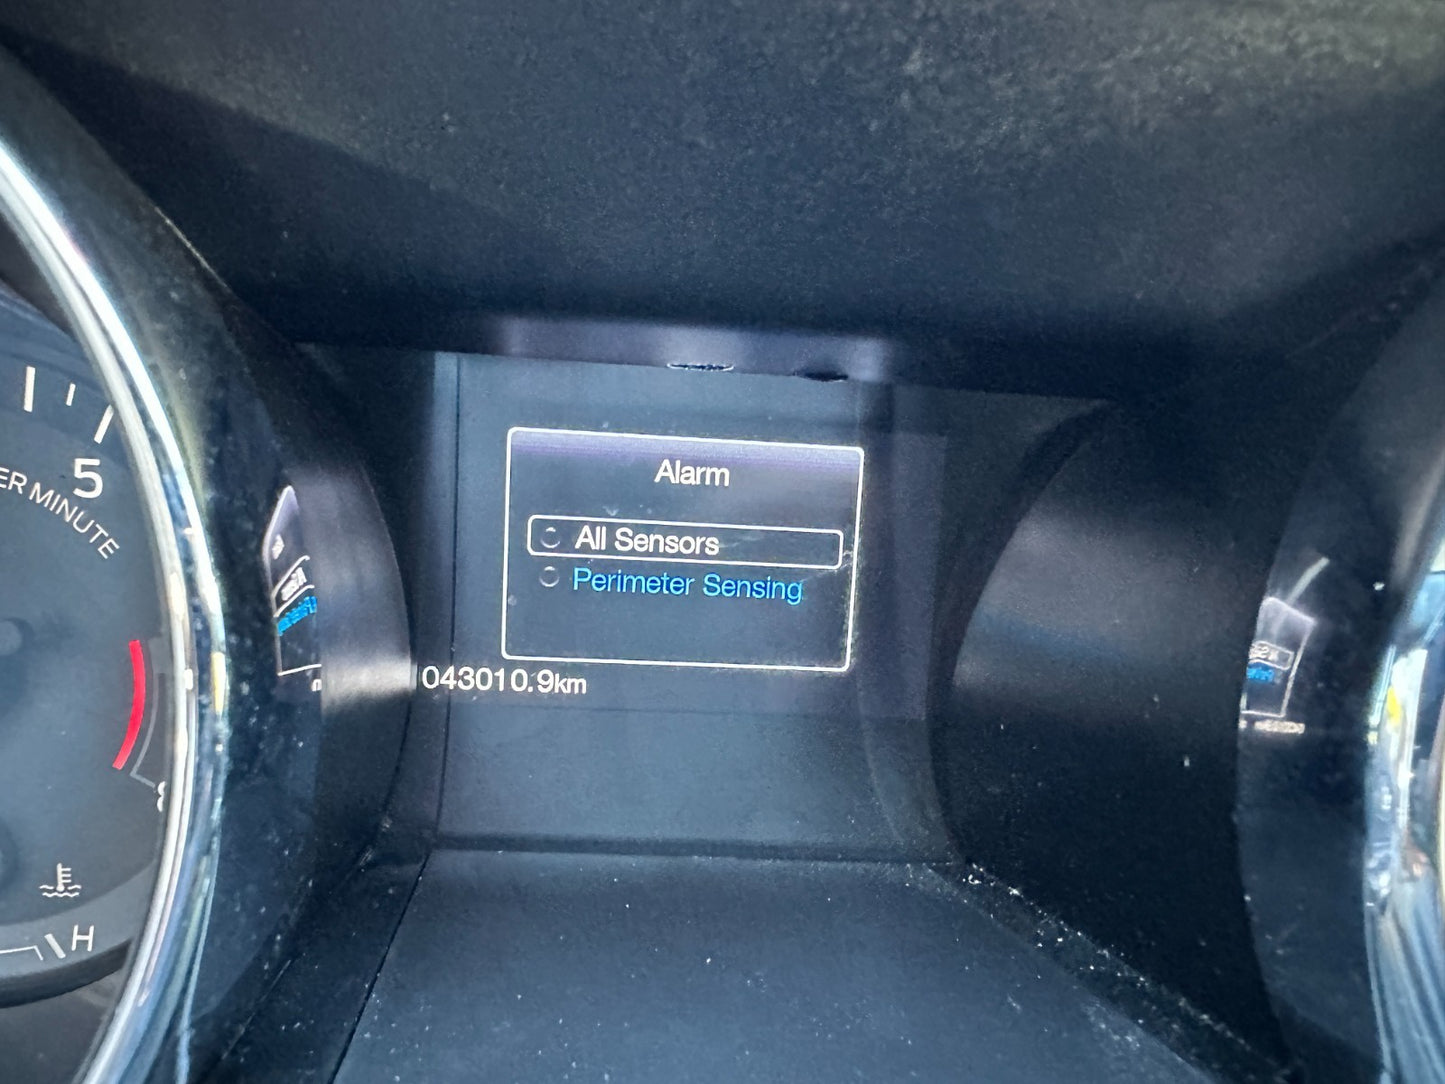 5
ER MINUTE
Alarm
All Sensors
Perimeter Sensing
043010.9km
H